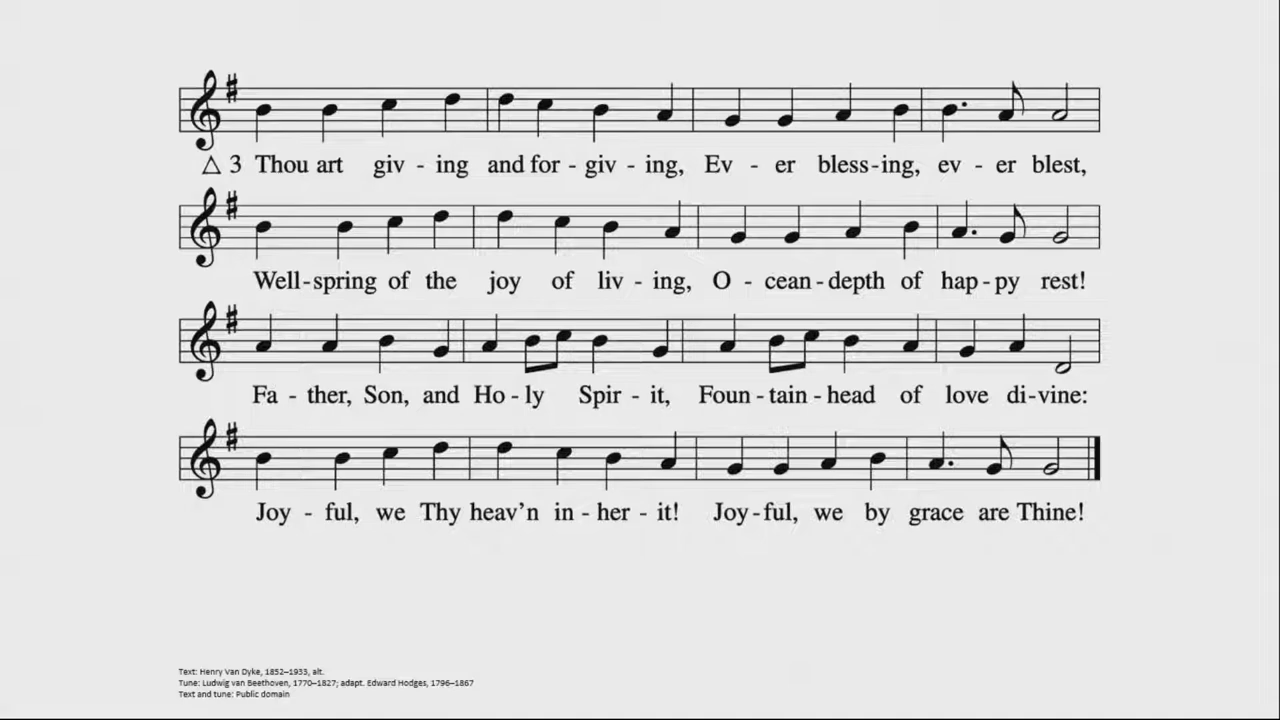 △ 3 Thou art giv - ing and for - giv - ing, Ev - er bless - ing, ev - er blest,
Well - spring of the joy of liv - ing, O - cean - depth of hap - py rest!
Fa - ther, Son, and Ho - ly Spir - it, Foun - tain - head of love di - vine:
Joy - ful, we Thy heav’n in - her - it! Joy - ful, we by grace are Thine!
Text: Henry Van Dyke, 1852–1933, alt.
Tune: Ludwig van Beethoven, 1770–1827; adapt. Edward Hodges, 1796–1867
Text and tune: Public domain